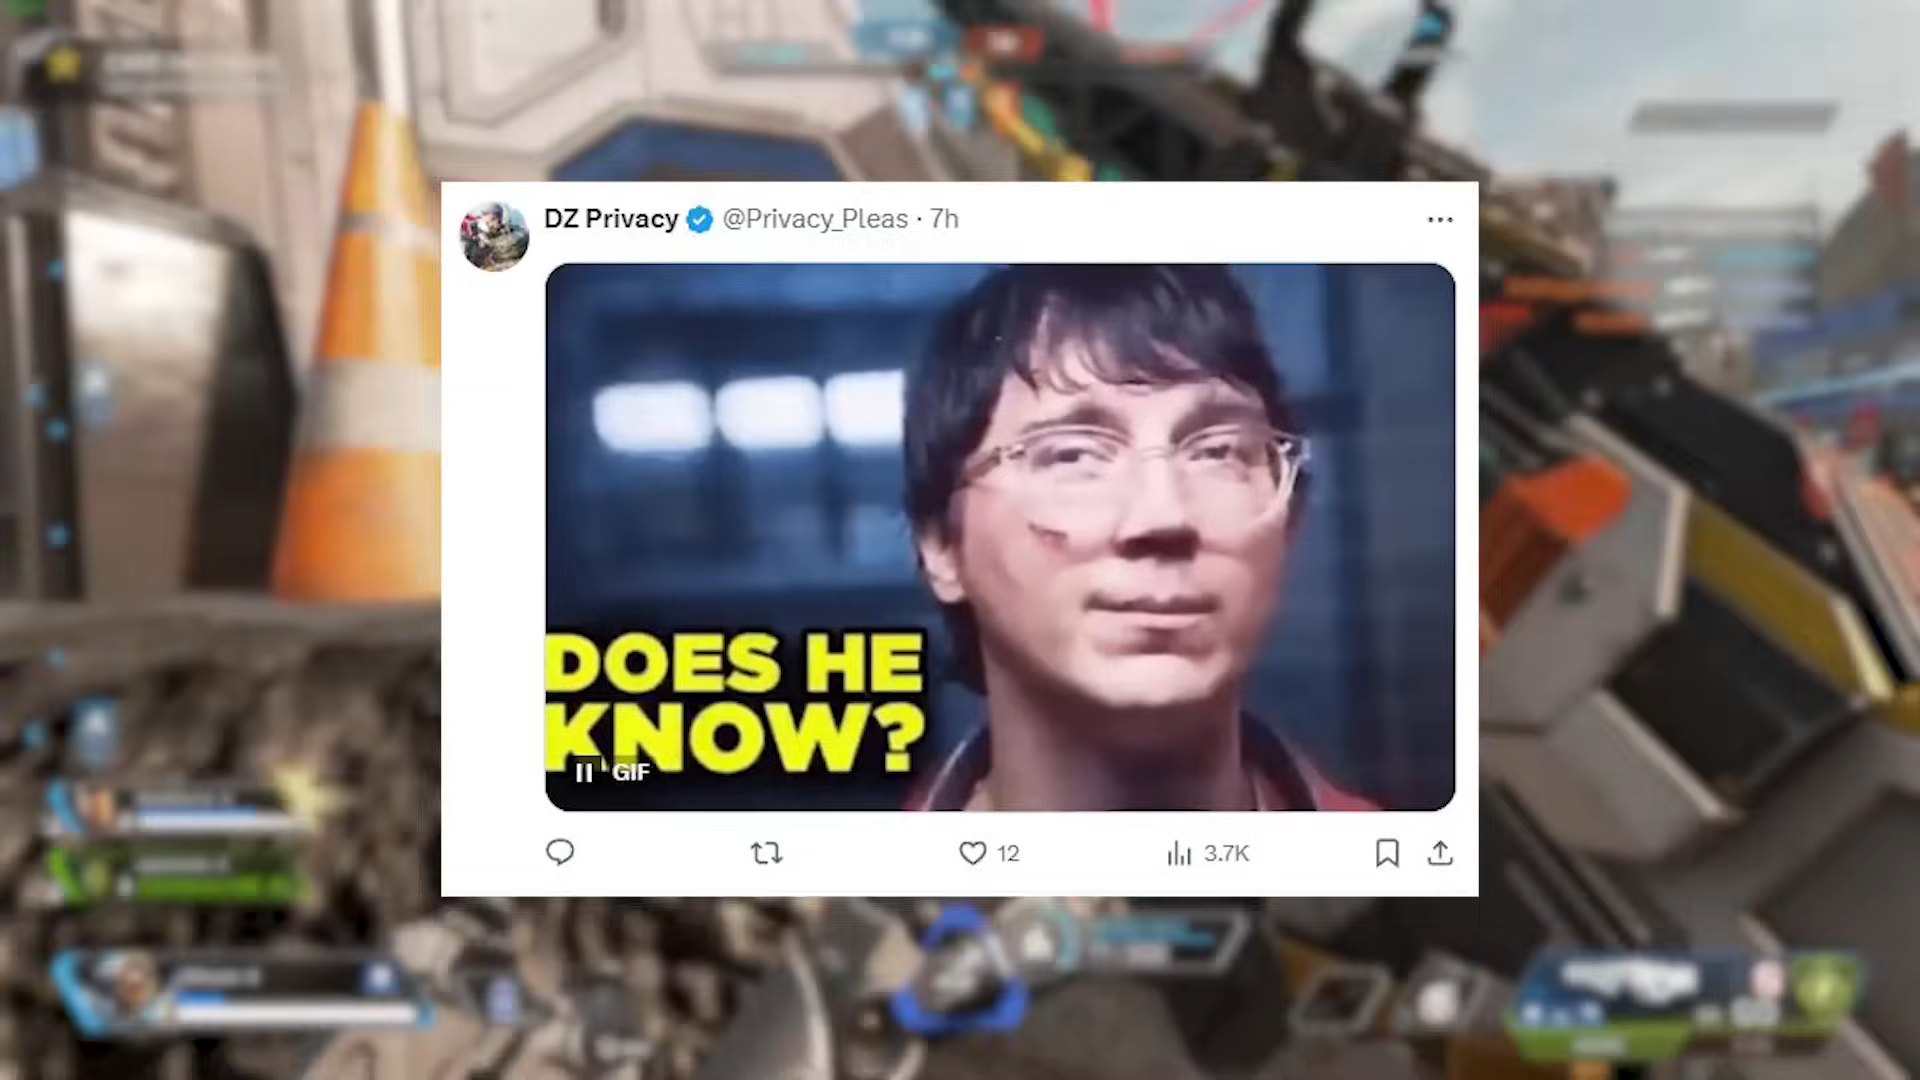 DZ Privacy @Privacy_Pleas · 7h
DOES HE
KNOW?
GIF
12 3.7K